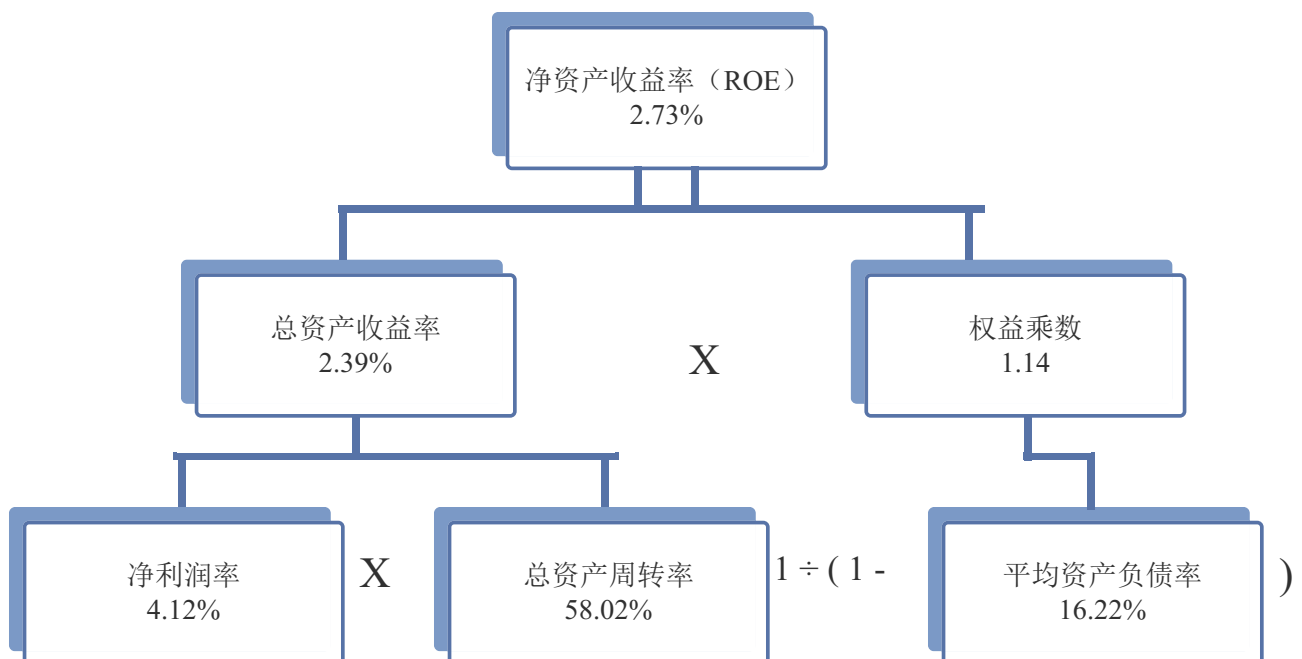 净资产收益率（ROE）
2.73%
总资产收益率
2.39%
X
权益乘数
1.14
净利润率
4.12%
X
总资产周转率
58.02%
1 ÷ ( 1 -
平均资产负债率
16.22%
)